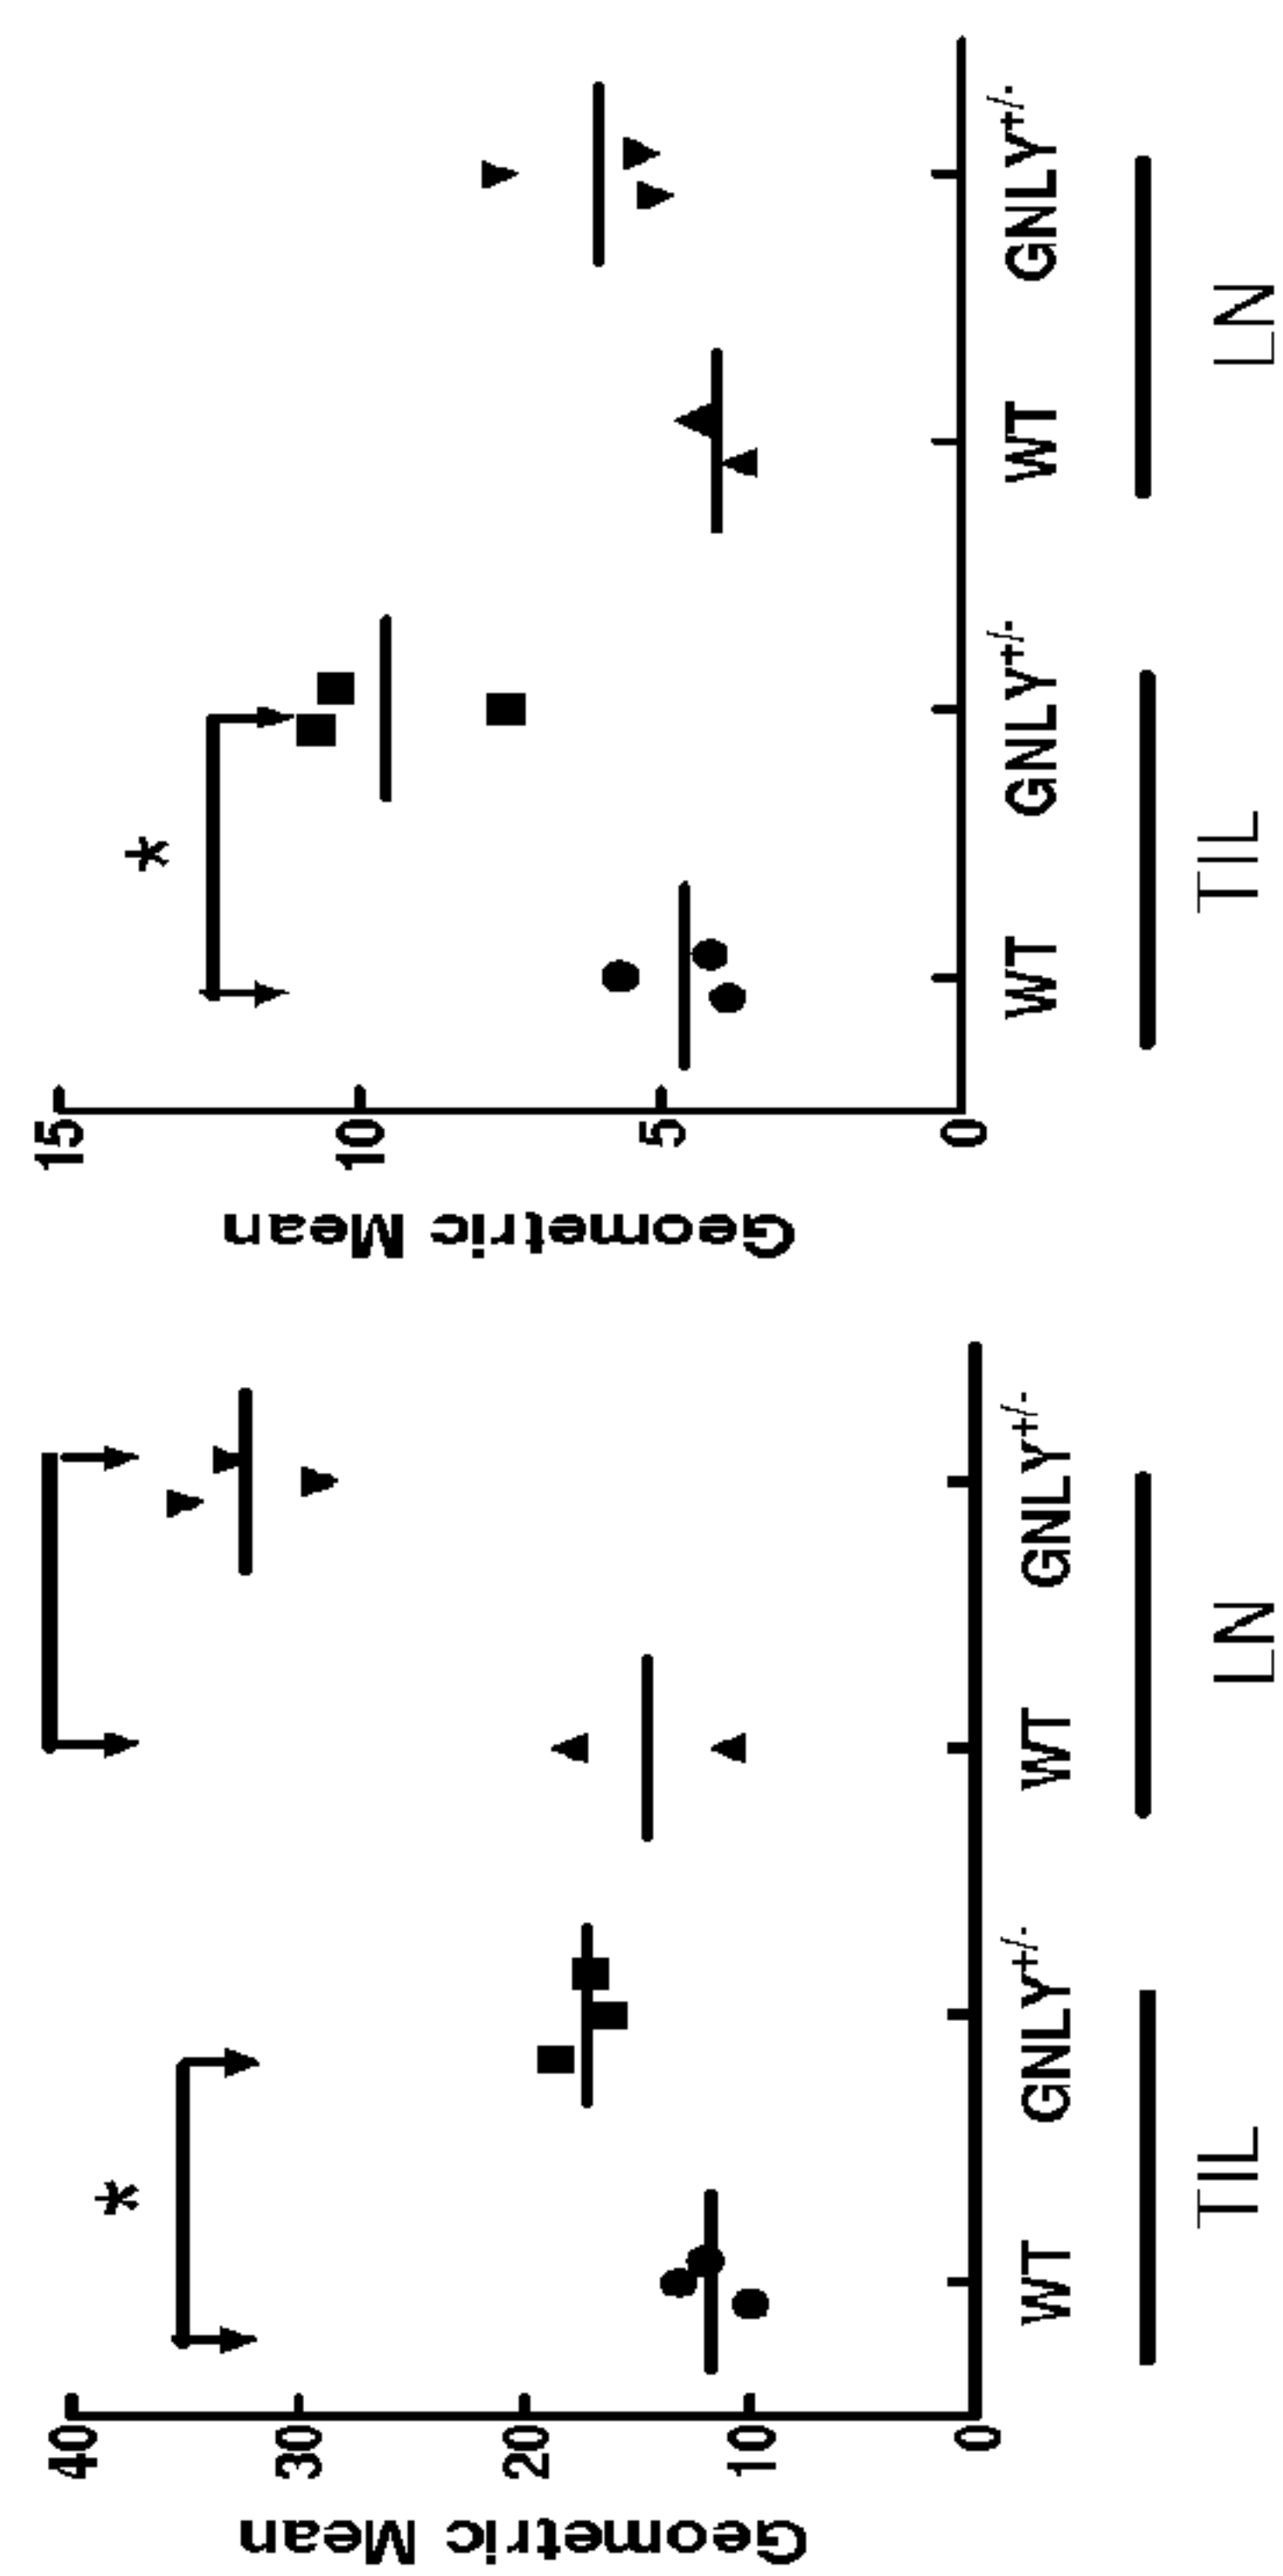 Geometric Mean
40
30
20
10
0
*
WT
GNLY+/-
WT
GNLY+/-
TIL
LN
Geometric Mean
15
10
5
0
*
WT
GNLY+/-
WT
GNLY+/-
TIL
LN